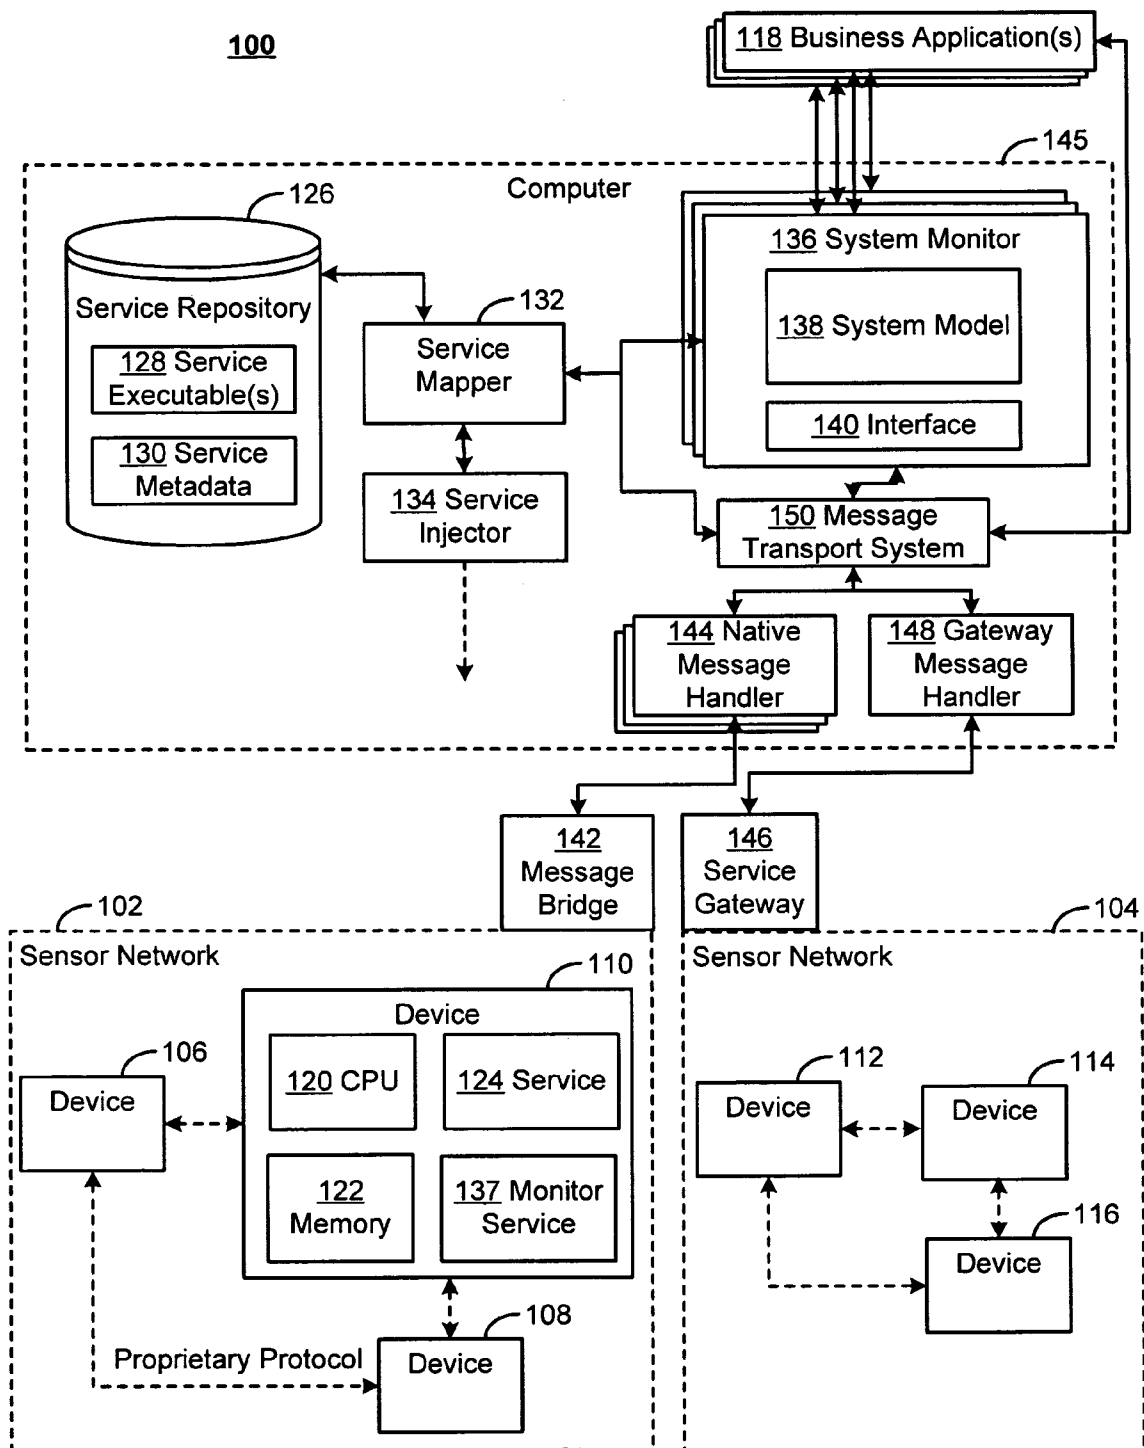 100
118 Business Application(s)
145
Computer
126
Service Repository
128 Service
Executable(s)
130 Service
Metadata
132
Service
Mapper
134 Service
Injector
136 System Monitor
138 System Model
140 Interface
150 Message
Transport System
144 Native
Message
Handler
148 Gateway
Message
Handler
142
Message
Bridge
146
Service
Gateway
102
Sensor Network
110
Device
120 CPU
124 Service
122
Memory
137 Monitor
Service
106
Device
108
Device
Proprietary Protocol
104
Sensor Network
112
Device
114
Device
116
Device